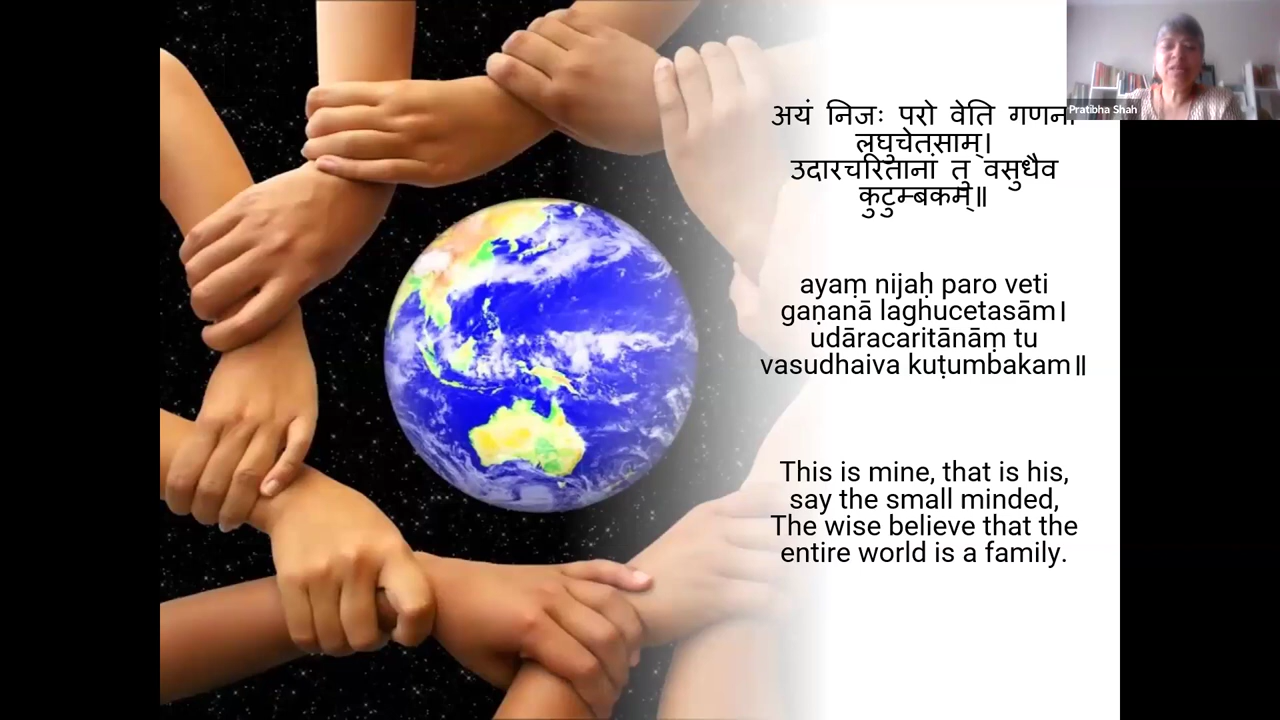 अयं निजः परो वेति गणना
लघुचेतसाम्।
उदारचरितानां तु वसुधैव
कुटुम्बकम्॥
ayaṃ nijaḥ paro veti
gaṇanā laghucetasām।
udāracaritānāṃ tu
vasudhaiva kuṭumbakam॥
This is mine, that is his,
say the small minded,
The wise believe that the
entire world is a family.
Pratibha Shah